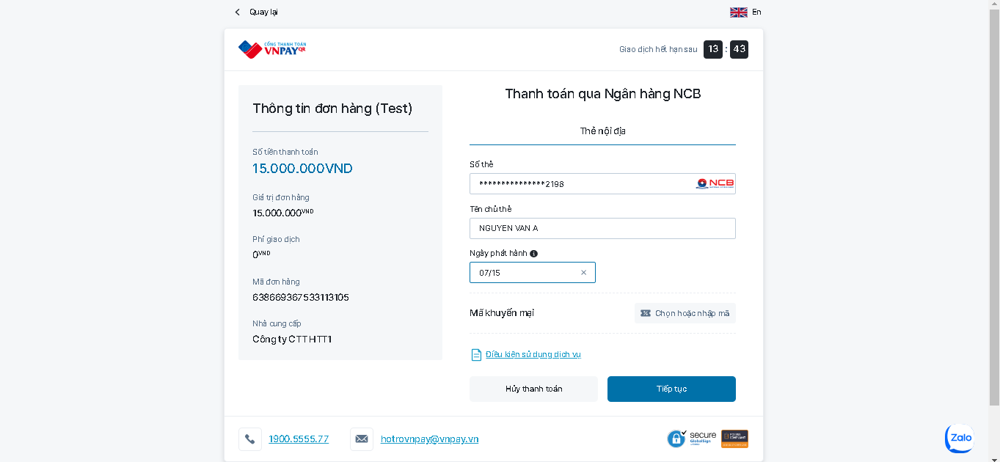 Quay lại
En
CỔNG THANH TOÁN
VNPAYQR
Giao dịch hết hạn sau 13 : 43
Thông tin đơn hàng (Test)
Số tiền thanh toán
15.000.000VND
Giá trị đơn hàng
15.000.000VND
Phí giao dịch
0VND
Mã đơn hàng
638669367533113105
Nhà cung cấp
Công ty CTT HTT1
Thanh toán qua Ngân hàng NCB
Thẻ nội địa
Số thẻ
***************2198
NCB
Tên chủ thẻ
NGUYEN VAN A
Ngày phát hành
07/15
Mã khuyến mại
Chọn hoặc nhập mã
Điều kiện sử dụng dịch vụ
Hủy thanh toán
Tiếp tục
1900.5555.77
hotrovnpay@vnpay.vn
secure
GlobalSign
Zalo